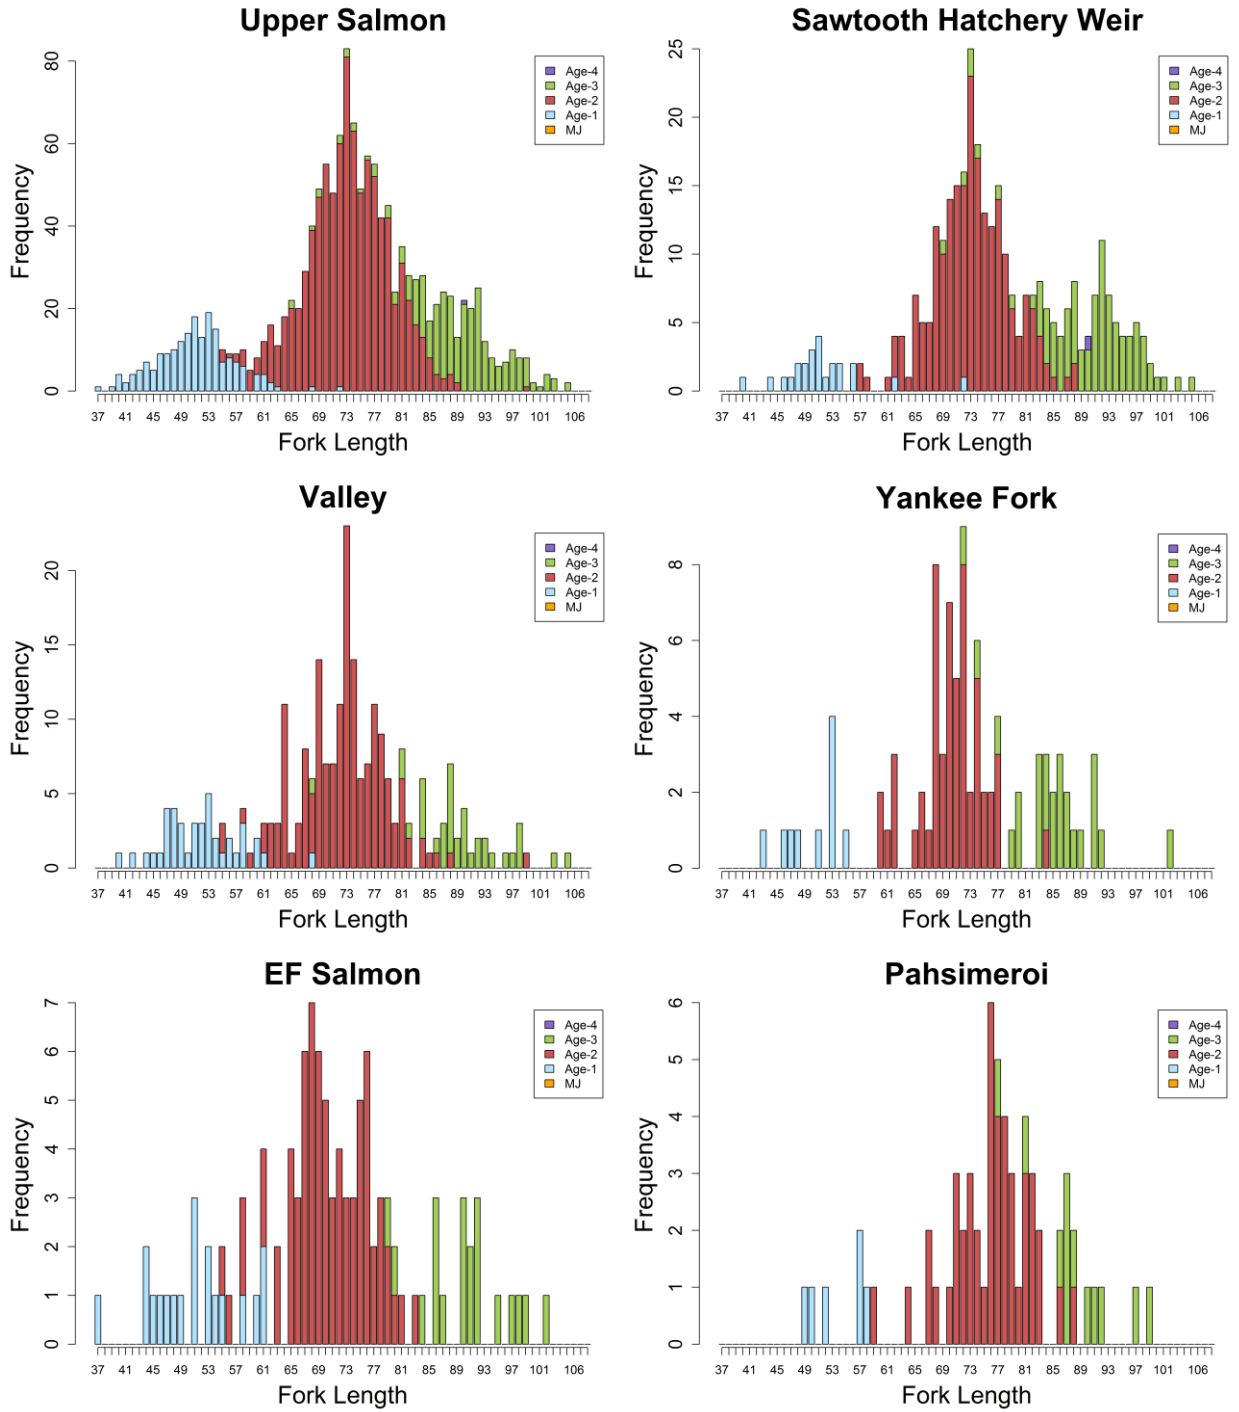 Upper Salmon
Frequency
0 20 40 60 80
Age-4
Age-3
Age-2
Age-1
MJ
37 41 45 49 53 57 61 65 69 73 77 81 85 89 93 97 101 106
Fork Length
Sawtooth Hatchery Weir
Frequency
0 5 10 15 20 25
Age-4
Age-3
Age-2
Age-1
MJ
37 41 45 49 53 57 61 65 69 73 77 81 85 89 93 97 101 106
Fork Length
Valley
Frequency
0 5 10 15 20
Age-4
Age-3
Age-2
Age-1
MJ
37 41 45 49 53 57 61 65 69 73 77 81 85 89 93 97 101 106
Fork Length
Yankee Fork
Frequency
0 2 4 6 8
Age-4
Age-3
Age-2
Age-1
MJ
37 41 45 49 53 57 61 65 69 73 77 81 85 89 93 97 101 106
Fork Length
EF Salmon
Frequency
0 1 2 3 4 5 6 7
Age-4
Age-3
Age-2
Age-1
MJ
37 41 45 49 53 57 61 65 69 73 77 81 85 89 93 97 101 106
Fork Length
Pahsimeroi
Frequency
0 1 2 3 4 5 6
Age-4
Age-3
Age-2
Age-1
MJ
37 41 45 49 53 57 61 65 69 73 77 81 85 89 93 97 101 106
Fork Length